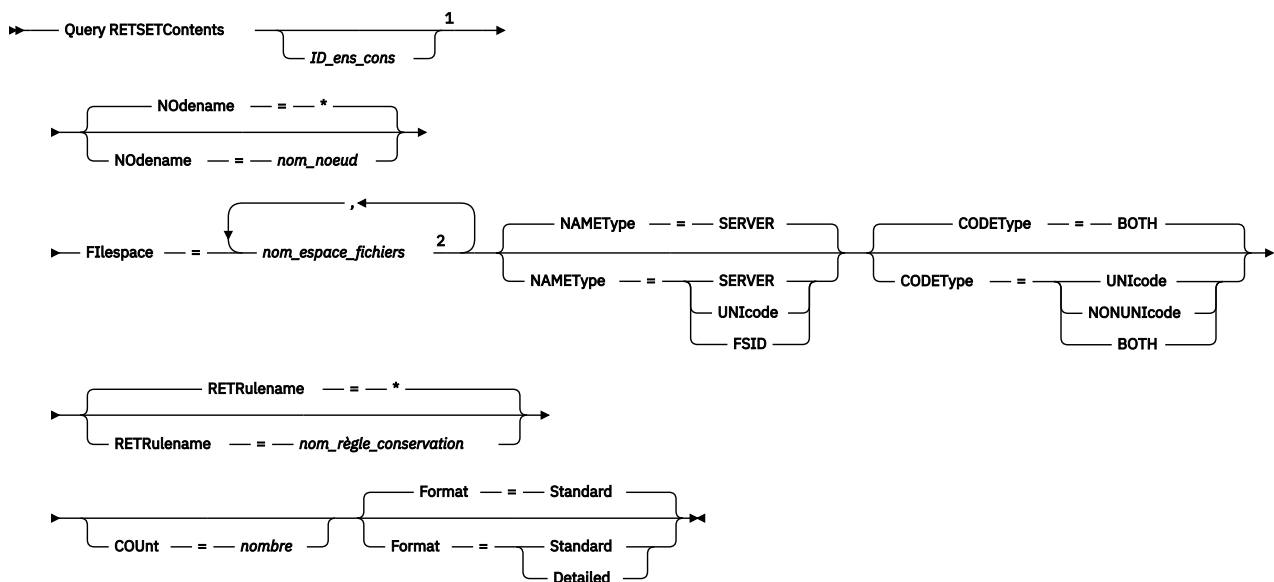 Query RETSETContents 1
ID_ens_cons
NOdename = *
NOdename = nom_noeud
,
FIlespace = nom_espace_fichiers 2
NAMEType = SERVER
NAMEType = SERVER
UNIcode
FSID
CODEType = BOTH
CODEType = UNIcode
NONUNIcode
BOTH
RETRulename = *
RETRulename = nom_règle_conservation
COUnt = nombre
Format = Standard
Format = Standard
Detailed